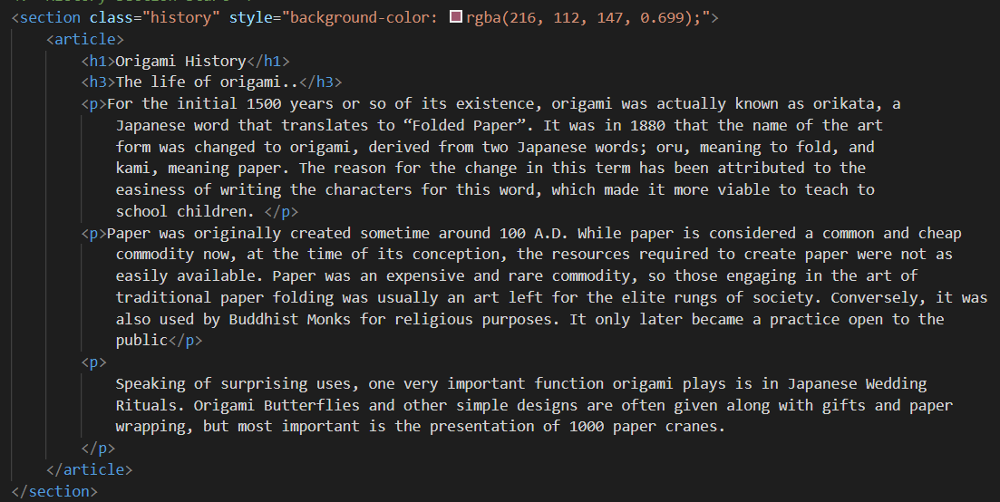 <section class="history" style="background-color: rgba(216, 112, 147, 0.699);">
<article>
<h1>Origami History</h1>
<h3>The life of origami..</h3>
<p>For the initial 1500 years or so of its existence, origami was actually known as orikata, a
Japanese word that translates to “Folded Paper”. It was in 1880 that the name of the art
form was changed to origami, derived from two Japanese words; oru, meaning to fold, and
kami, meaning paper. The reason for the change in this term has been attributed to the
easiness of writing the characters for this word, which made it more viable to teach to
school children. </p>
<p>Paper was originally created sometime around 100 A.D. While paper is considered a common and cheap
commodity now, at the time of its conception, the resources required to create paper were not as
easily available. Paper was an expensive and rare commodity, so those engaging in the art of
traditional paper folding was usually an art left for the elite rungs of society. Conversely, it was
also used by Buddhist Monks for religious purposes. It only later became a practice open to the
public</p>
<p>
Speaking of surprising uses, one very important function origami plays is in Japanese Wedding
Rituals. Origami Butterflies and other simple designs are often given along with gifts and paper
wrapping, but most important is the presentation of 1000 paper cranes.
</p>
</article>
</section>